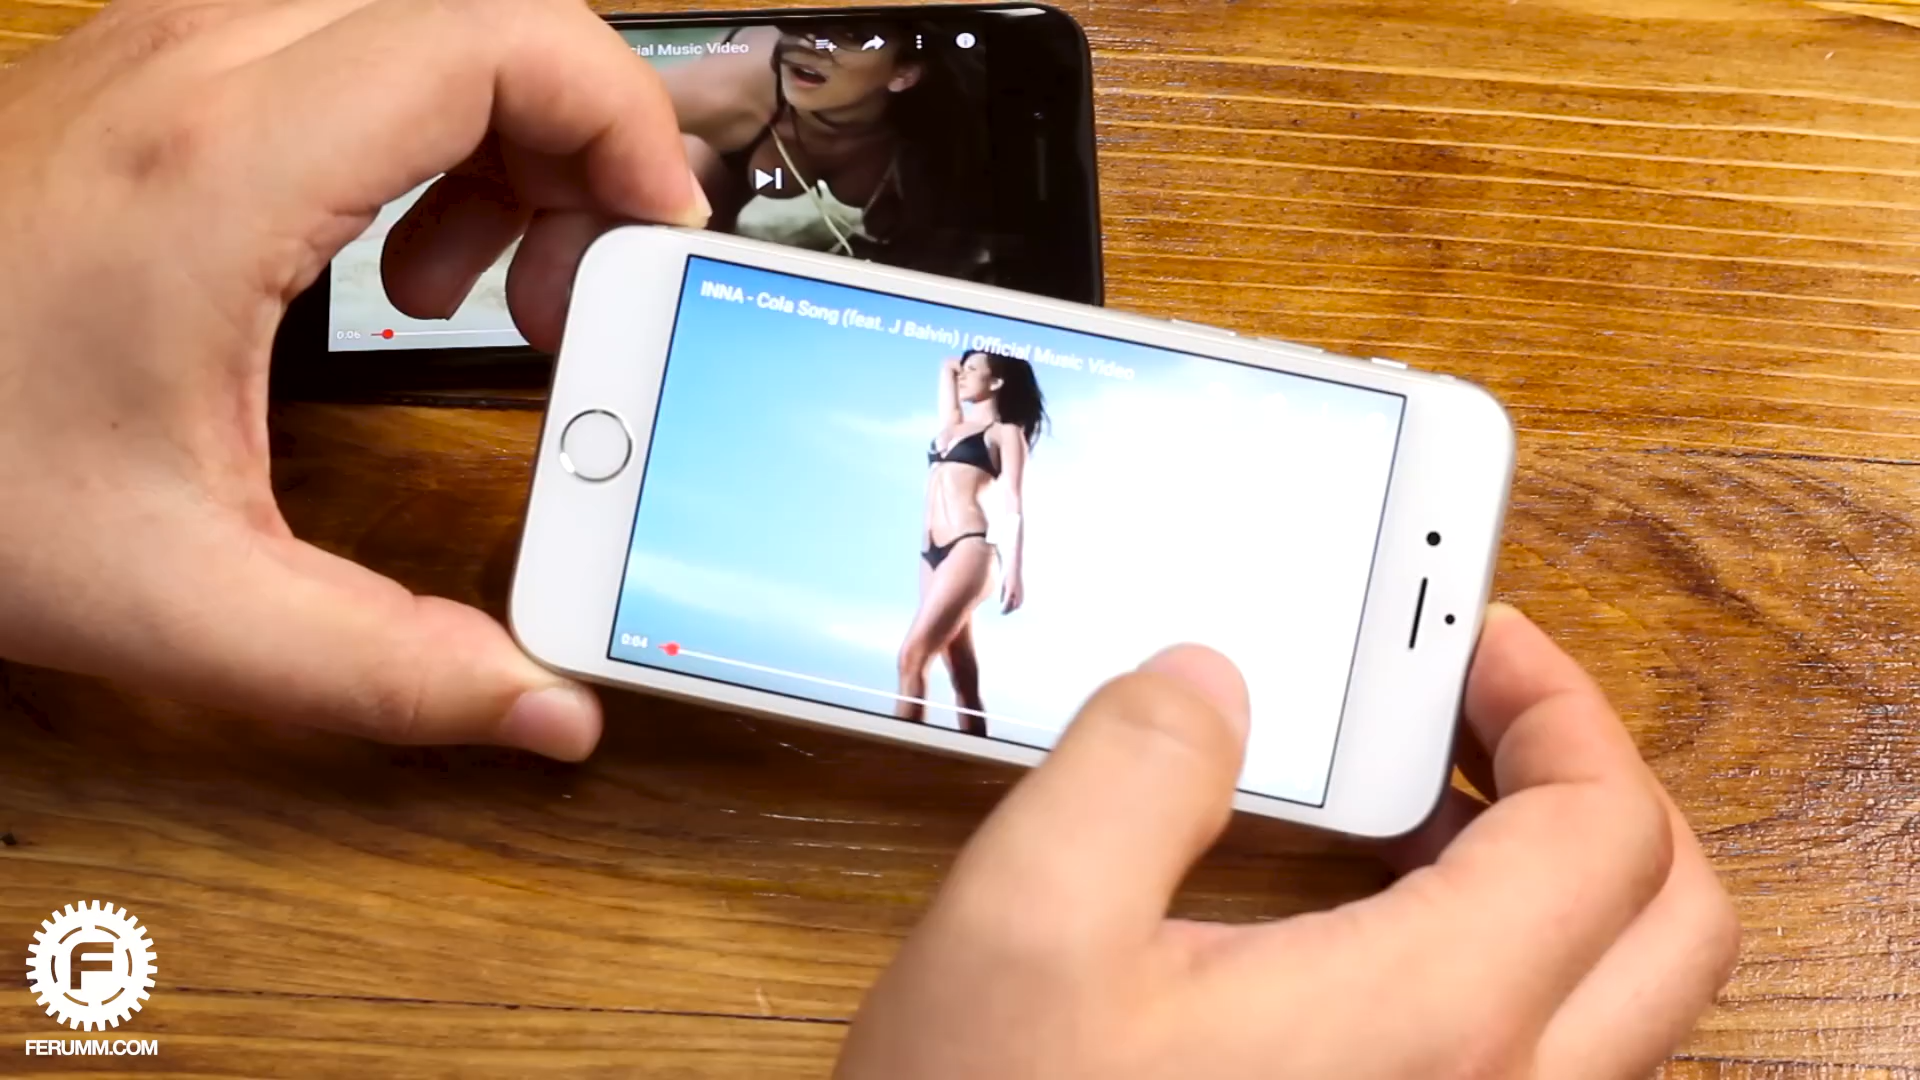 cial Music Video
0:06
INNA - Cola Song (feat. J Balvin) | Official Music Video
0:04
F
FERUMM.COM